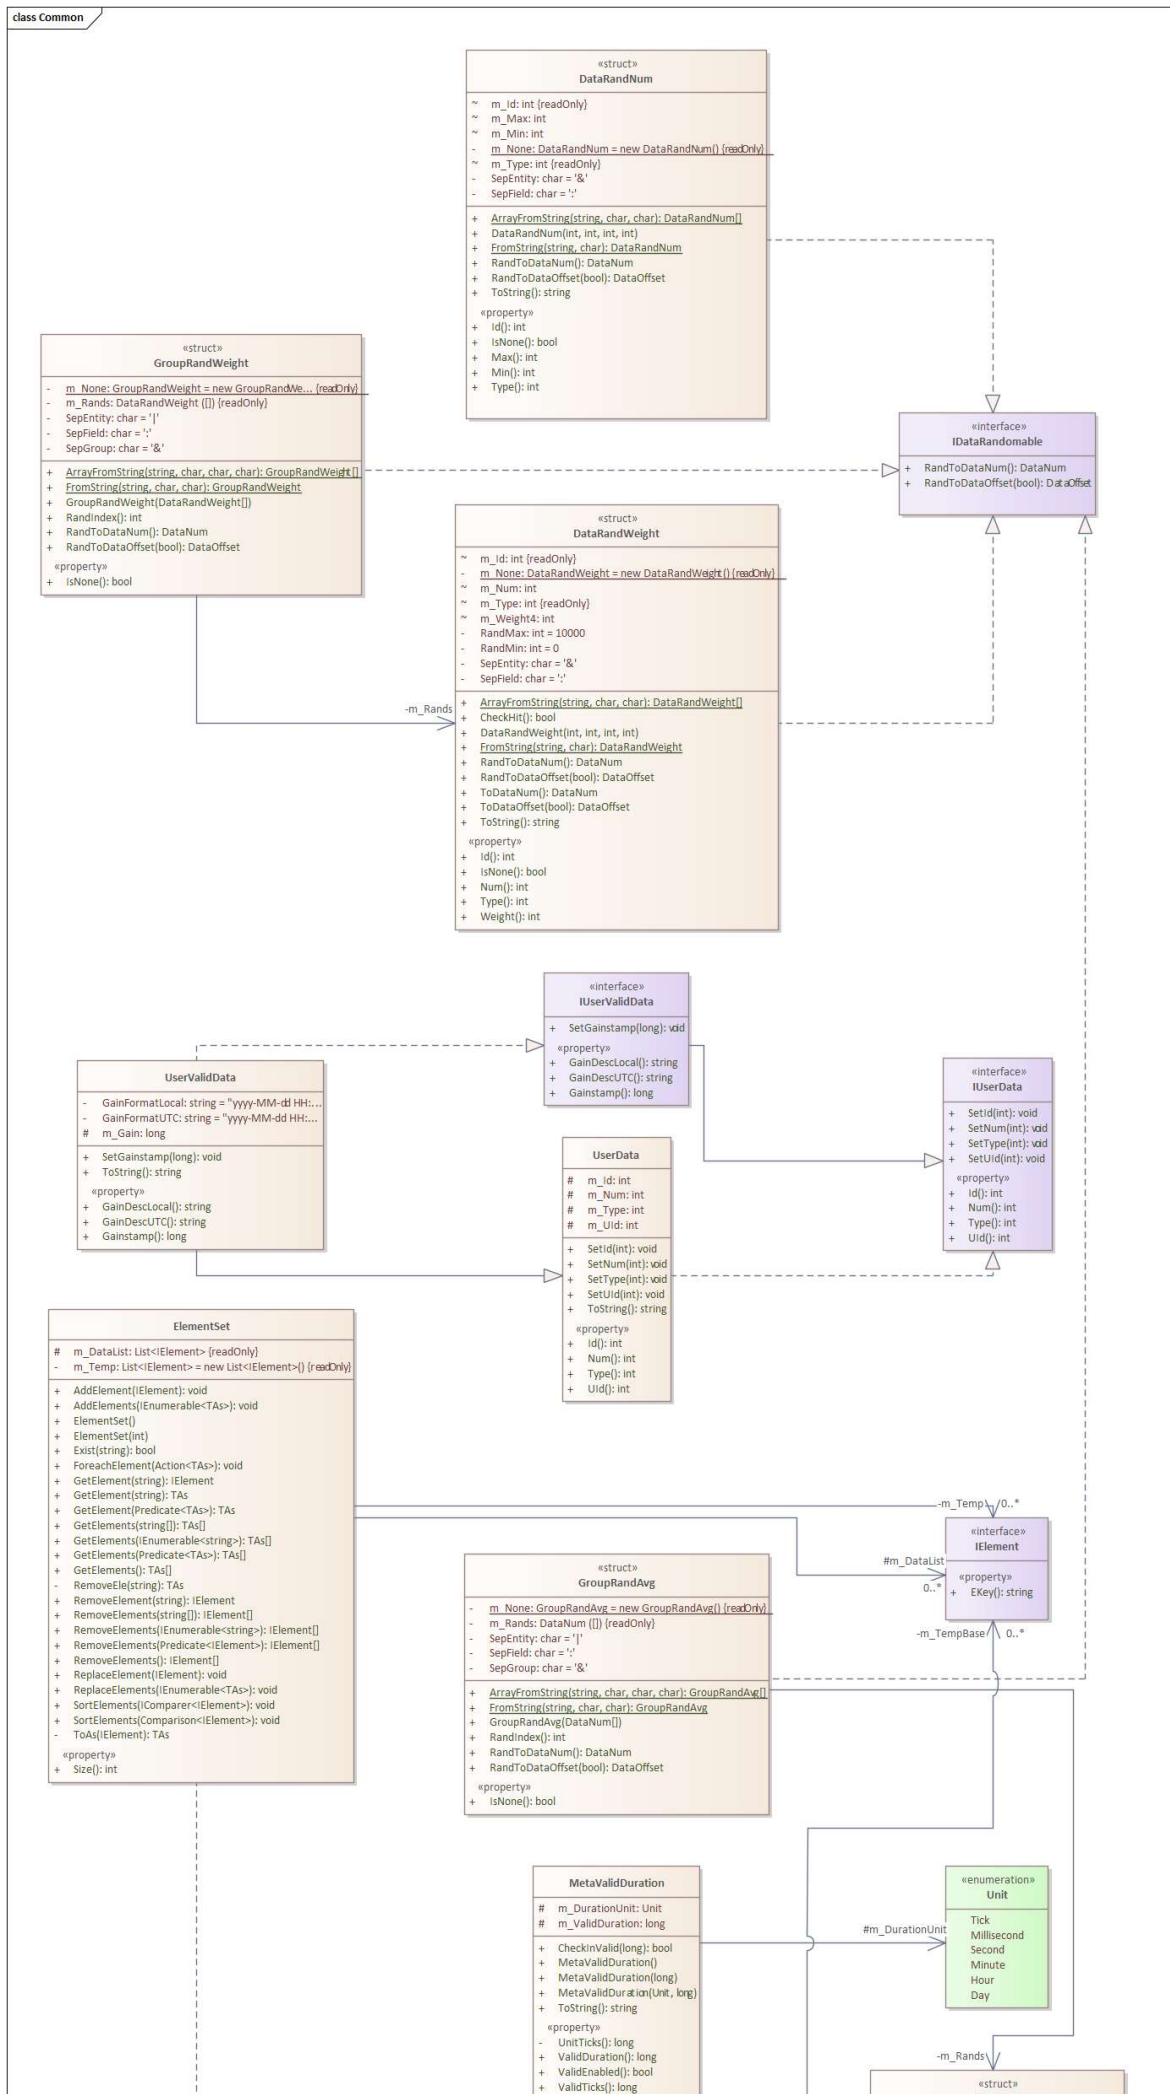 class Common
«struct»
DataRandNum
~ m_Id: int {readOnly}
~ m_Max: int
~ m_Min: int
- m_None: DataRandNum = new DataRandNum() {readOnly}
~ m_Type: int {readOnly}
- SepEntity: char = '&'
- SepField: char = ':'
+ ArrayFromString(string, char, char): DataRandNum[]
+ DataRandNum(int, int, int, int)
+ FromString(string, char): DataRandNum
+ RandToDataNum(): DataNum
+ RandToDataOffset(bool): DataOffset
+ ToString(): string
«property»
+ Id(): int
+ IsNone(): bool
+ Max(): int
+ Min(): int
+ Type(): int
«struct»
GroupRandWeight
- m_None: GroupRandWeight = new GroupRandWe... {readOnly}
- m_Rands: DataRandWeight ([]) {readOnly}
- SepEntity: char = '|'
- SepField: char = ':'
- SepGroup: char = '&'
+ ArrayFromString(string, char, char, char): GroupRandWeight[]
+ FromString(string, char, char): GroupRandWeight
+ GroupRandWeight(DataRandWeight[])
+ RandIndex(): int
+ RandToDataNum(): DataNum
+ RandToDataOffset(bool): DataOffset
«property»
+ IsNone(): bool
«interface»
IDataRandomable
+ RandToDataNum(): DataNum
+ RandToDataOffset(bool): DataOffset
«struct»
DataRandWeight
~ m_Id: int {readOnly}
- m_None: DataRandWeight = new DataRandWeight() {readOnly}
~ m_Num: int
~ m_Type: int {readOnly}
~ m_Weight4: int
- RandMax: int = 10000
- RandMin: int = 0
- SepEntity: char = '&'
- SepField: char = ':'
+ ArrayFromString(string, char, char): DataRandWeight[]
+ CheckHit(): bool
+ DataRandWeight(int, int, int, int)
+ FromString(string, char): DataRandWeight
+ RandToDataNum(): DataNum
+ RandToDataOffset(bool): DataOffset
+ ToDataNum(): DataNum
+ ToDataOffset(bool): DataOffset
+ ToString(): string
«property»
+ Id(): int
+ IsNone(): bool
+ Num(): int
+ Type(): int
+ Weight(): int
-m_Rands
«interface»
IUserValidData
+ SetGainstamp(long): void
«property»
+ GainDescLocal(): string
+ GainDescUTC(): string
+ Gainstamp(): long
UserValidData
- GainFormatLocal: string = "yyyy-MM-dd HH:...
- GainFormatUTC: string = "yyyy-MM-dd HH:...
# m_Gain: long
+ SetGainstamp(long): void
+ ToString(): string
«property»
+ GainDescLocal(): string
+ GainDescUTC(): string
+ Gainstamp(): long
«interface»
IUserData
+ SetId(int): void
+ SetNum(int): void
+ SetType(int): void
+ SetUId(int): void
«property»
+ Id(): int
+ Num(): int
+ Type(): int
+ UId(): int
UserData
# m_Id: int
# m_Num: int
# m_Type: int
# m_UId: int
+ SetId(int): void
+ SetNum(int): void
+ SetType(int): void
+ SetUId(int): void
+ ToString(): string
«property»
+ Id(): int
+ Num(): int
+ Type(): int
+ UId(): int
ElementSet
# m_DataList: List<IElement> {readOnly}
- m_Temp: List<IElement> = new List<IElement>() {readOnly}
+ AddElement(IElement): void
+ AddElements(IEnumerable<TAs>): void
+ ElementSet()
+ ElementSet(int)
+ Exist(string): bool
+ ForeachElement(Action<TAs>): void
+ GetElement(string): IElement
+ GetElement(string): TAs
+ GetElement(Predicate<TAs>): TAs
+ GetElements(string[]): TAs[]
+ GetElements(IEnumerable<string>): TAs[]
+ GetElements(Predicate<TAs>): TAs[]
+ GetElements(): TAs[]
- RemoveEle(string): TAs
+ RemoveElement(string): IElement
+ RemoveElements(string[]): IElement[]
+ RemoveElements(IEnumerable<string>): IElement[]
+ RemoveElements(Predicate<IElement>): IElement[]
+ RemoveElements(): IElement[]
+ ReplaceElement(IElement): void
+ ReplaceElements(IEnumerable<TAs>): void
+ SortElements(IComparer<IElement>): void
+ SortElements(Comparison<IElement>): void
- ToAs(IElement): TAs
«property»
+ Size(): int
-m_Temp 0..*
«interface»
IElement
«property»
+ EKey(): string
#m_DataList
0..*
-m_TempBase 0..*
«struct»
GroupRandAvg
- m_None: GroupRandAvg = new GroupRandAvg() {readOnly}
- m_Rands: DataNum ([]) {readOnly}
- SepEntity: char = '|'
- SepField: char = ':'
- SepGroup: char = '&'
+ ArrayFromString(string, char, char, char): GroupRandAvg[]
+ FromString(string, char, char): GroupRandAvg
+ GroupRandAvg(DataNum[])
+ RandIndex(): int
+ RandToDataNum(): DataNum
+ RandToDataOffset(bool): DataOffset
«property»
+ IsNone(): bool
MetaValidDuration
# m_DurationUnit: Unit
# m_ValidDuration: long
+ CheckInValid(long): bool
+ MetaValidDuration()
+ MetaValidDuration(long)
+ MetaValidDuration(Unit, long)
+ ToString(): string
«property»
- UnitTicks(): long
+ ValidDuration(): long
+ ValidEnabled(): bool
+ ValidTicks(): long
#m_DurationUnit
«enumeration»
Unit
Tick
Millisecond
Second
Minute
Hour
Day
-m_Rands
«struct»